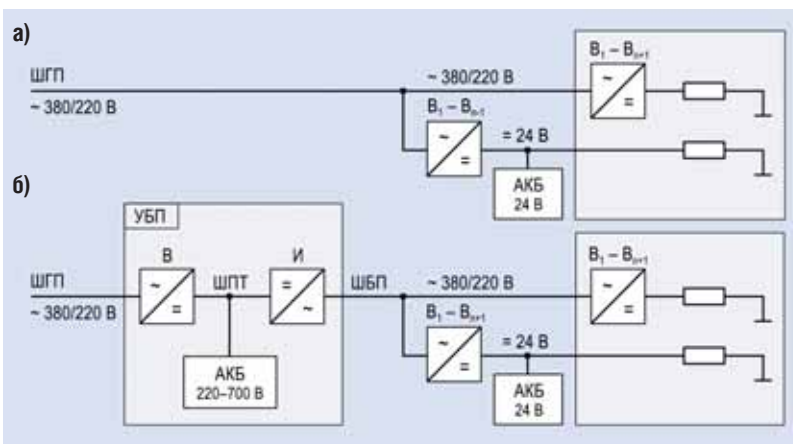 а)
ШГП
~ 380/220 В
~ 380/220 В
В₁ – Вₙ₊₁
~
=
В₁ – Вₙ₊₁
~
=
= 24 В
АКБ
24 В
б)
УБП
ШГП
~ 380/220 В
В
~
=
ШПТ
И
=
~
АКБ
220–700 В
ШБП
~ 380/220 В
В₁ – Вₙ₊₁
~
=
В₁ – Вₙ₊₁
~
=
= 24 В
АКБ
24 В